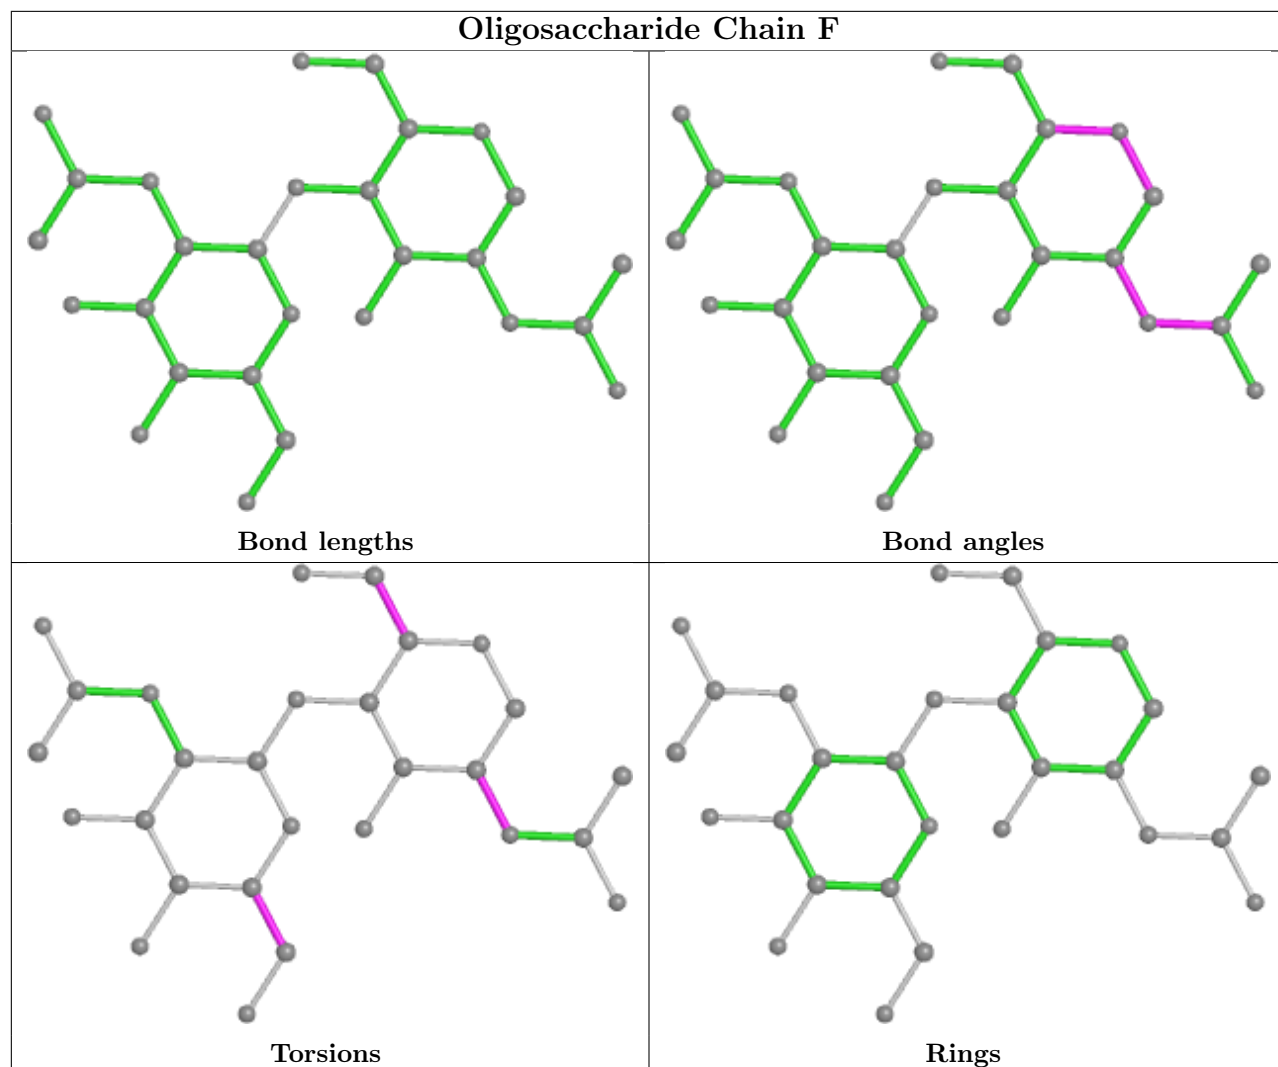 Oligosaccharide Chain F
Bond lengths
Bond angles
Torsions
Rings